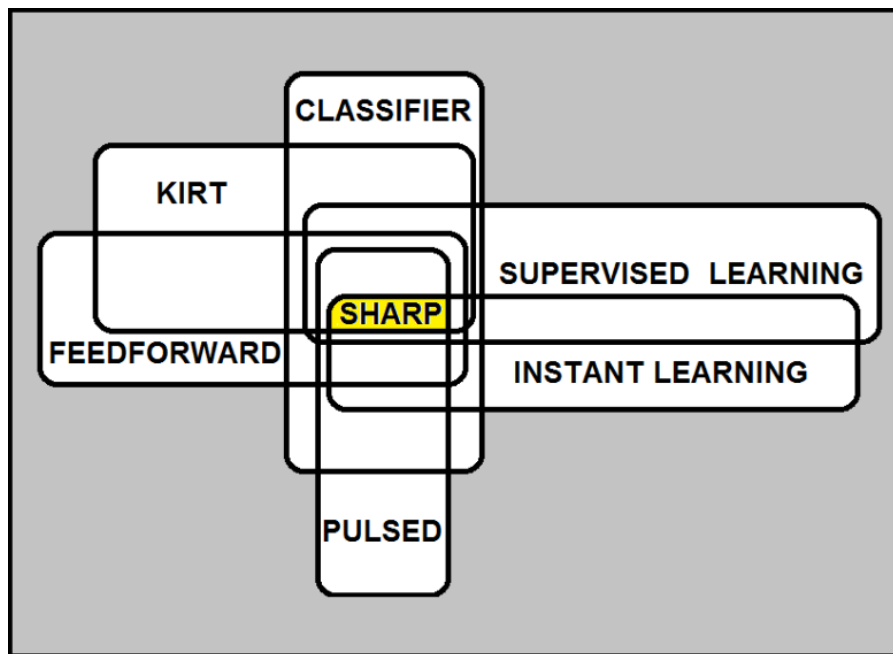 CLASSIFIER
KIRT
SUPERVISED LEARNING
SHARP
FEEDFORWARD
INSTANT LEARNING
PULSED